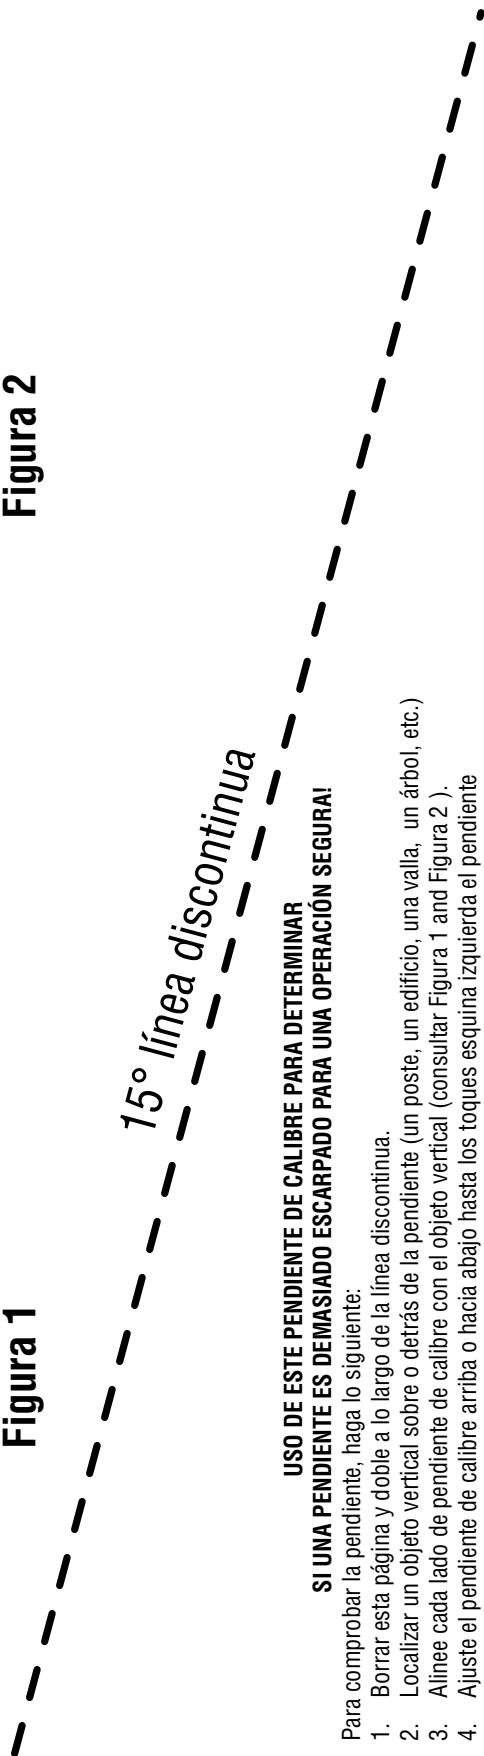 Figura 1
Figura 2
15° línea discontinua
USO DE ESTE PENDIENTE DE CALIBRE PARA DETERMINAR
SI UNA PENDIENTE ES DEMASIADO ESCARPADO PARA UNA OPERACIÓN SEGURA!
Para comprobar la pendiente, haga lo siguiente:
1. Borrar esta página y doble a lo largo de la línea discontinua.
2. Localizar un objeto vertical sobre o detrás de la pendiente (un poste, un edificio, una valla, un árbol, etc.)
3. Alinee cada lado de pendiente de calibre con el objeto vertical (consultar Figura 1 and Figura 2 ).
4. Ajuste el pendiente de calibre arriba o hacia abajo hasta los toques esquina izquierda el pendiente